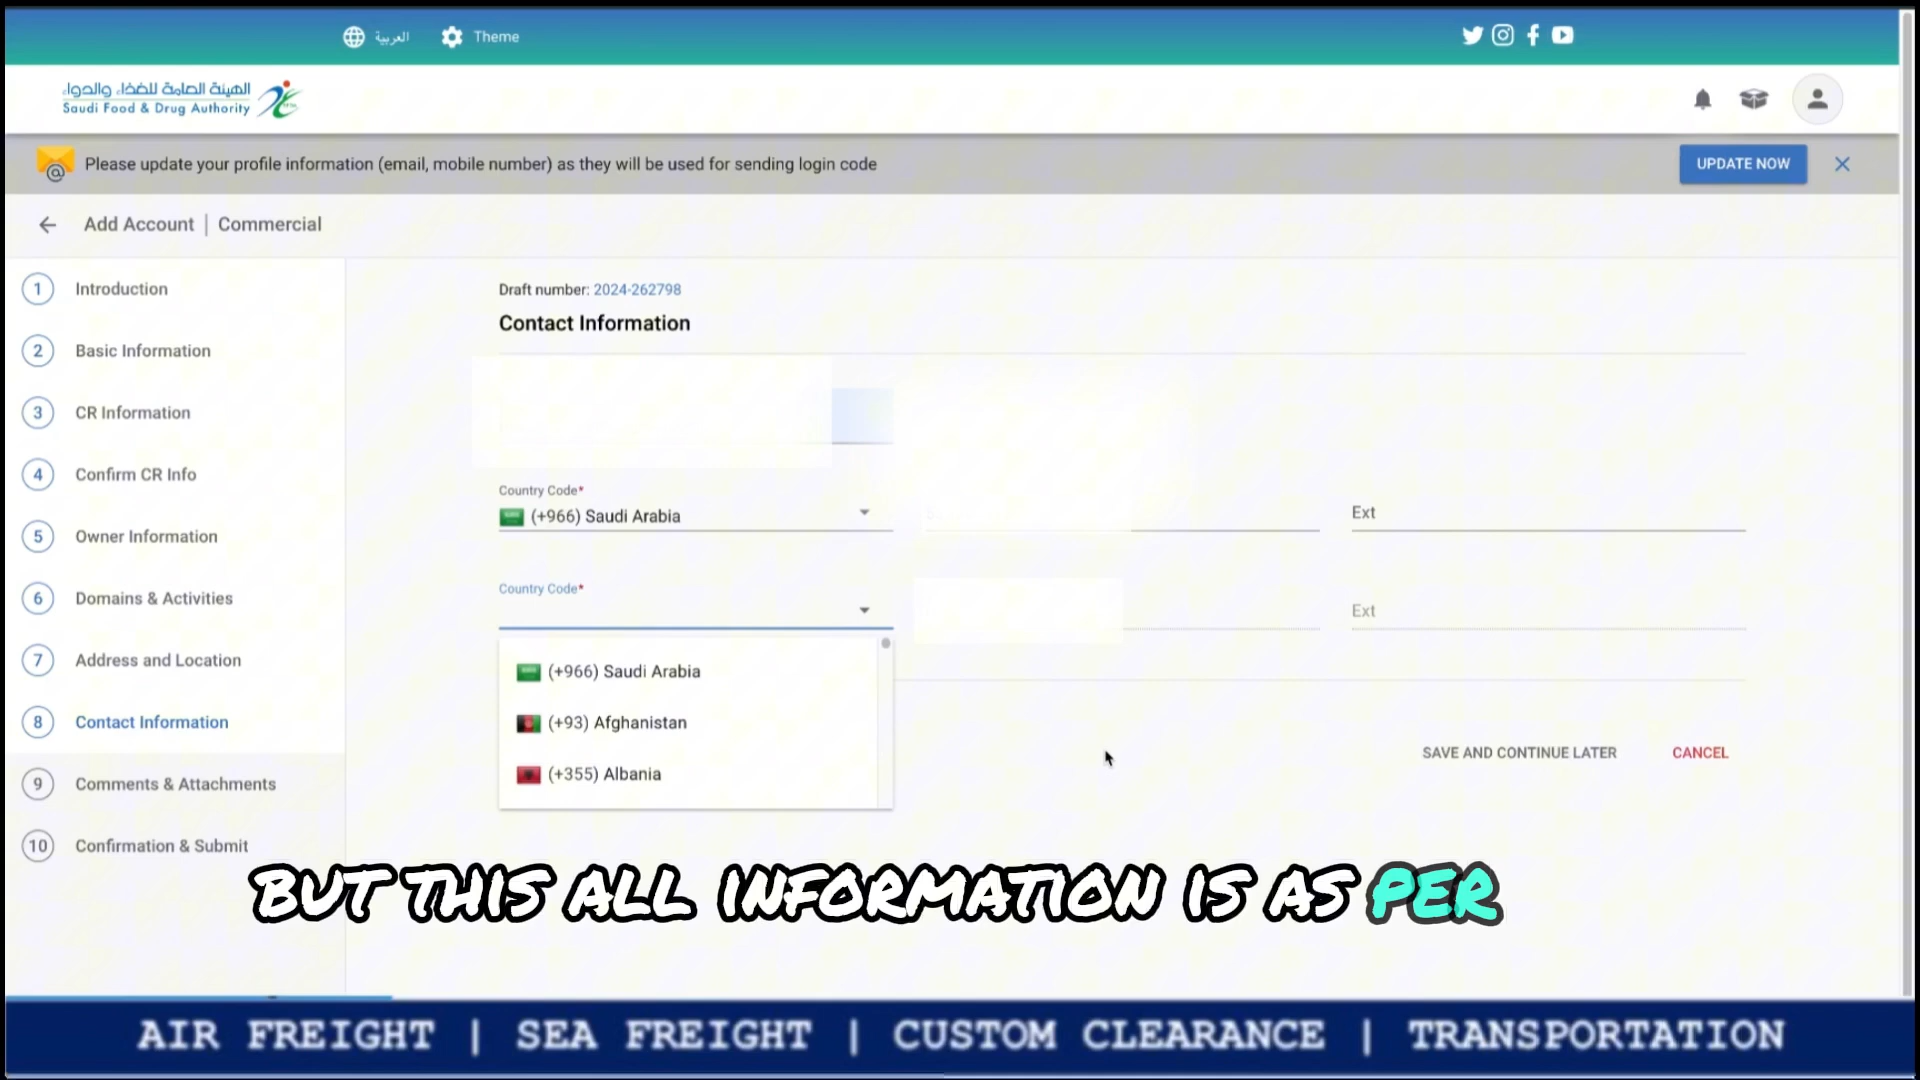 العربية
Theme
الهيئة العامة للغذاء والدواء
Saudi Food & Drug Authority
Please update your profile information (email, mobile number) as they will be used for sending login code
UPDATE NOW
Add Account | Commercial
1 Introduction
2 Basic Information
3 CR Information
4 Confirm CR Info
5 Owner Information
6 Domains & Activities
7 Address and Location
8 Contact Information
9 Comments & Attachments
10 Confirmation & Submit
Draft number: 2024-262798
Contact Information
Country Code*
(+966) Saudi Arabia
Ext
Country Code*
Ext
(+966) Saudi Arabia
(+93) Afghanistan
(+355) Albania
SAVE AND CONTINUE LATER
CANCEL
BUT THIS ALL INFORMATION IS AS PER
AIR FREIGHT | SEA FREIGHT | CUSTOM CLEARANCE | TRANSPORTATION